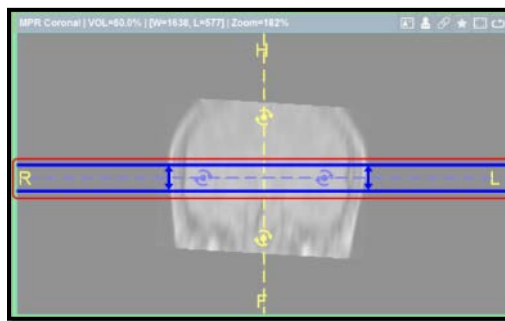 MPR Coronal | VOL=50.0% | [W=1638, L=577] | Zoom=182%
H
R L
F